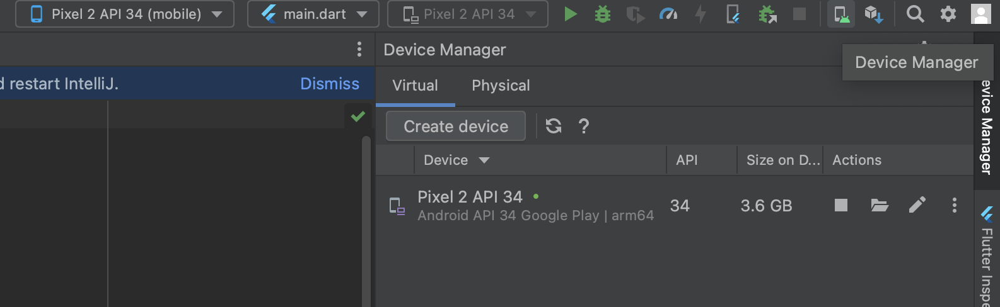 Pixel 2 API 34 (mobile)
main.dart
Pixel 2 API 34
Device Manager
Device Manager
restart IntelliJ.
Dismiss
Virtual
Physical
Create device
?
Device
API
Size on D...
Actions
Pixel 2 API 34
34
3.6 GB
Android API 34 Google Play | arm64
Manager
Flutter